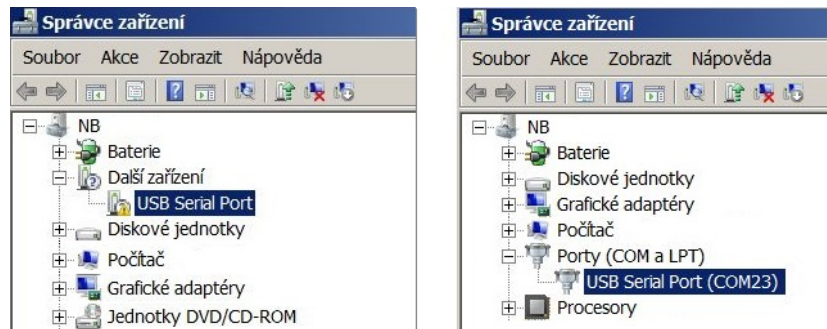 Správce zařízení
Soubor Akce Zobrazit Nápověda
NB
Baterie
Další zařízení
USB Serial Port
Diskové jednotky
Počítač
Grafické adaptéry
Jednotky DVD/CD-ROM
Správce zařízení
Soubor Akce Zobrazit Nápověda
NB
Baterie
Diskové jednotky
Grafické adaptéry
Počítač
Porty (COM a LPT)
USB Serial Port (COM23)
Procesory